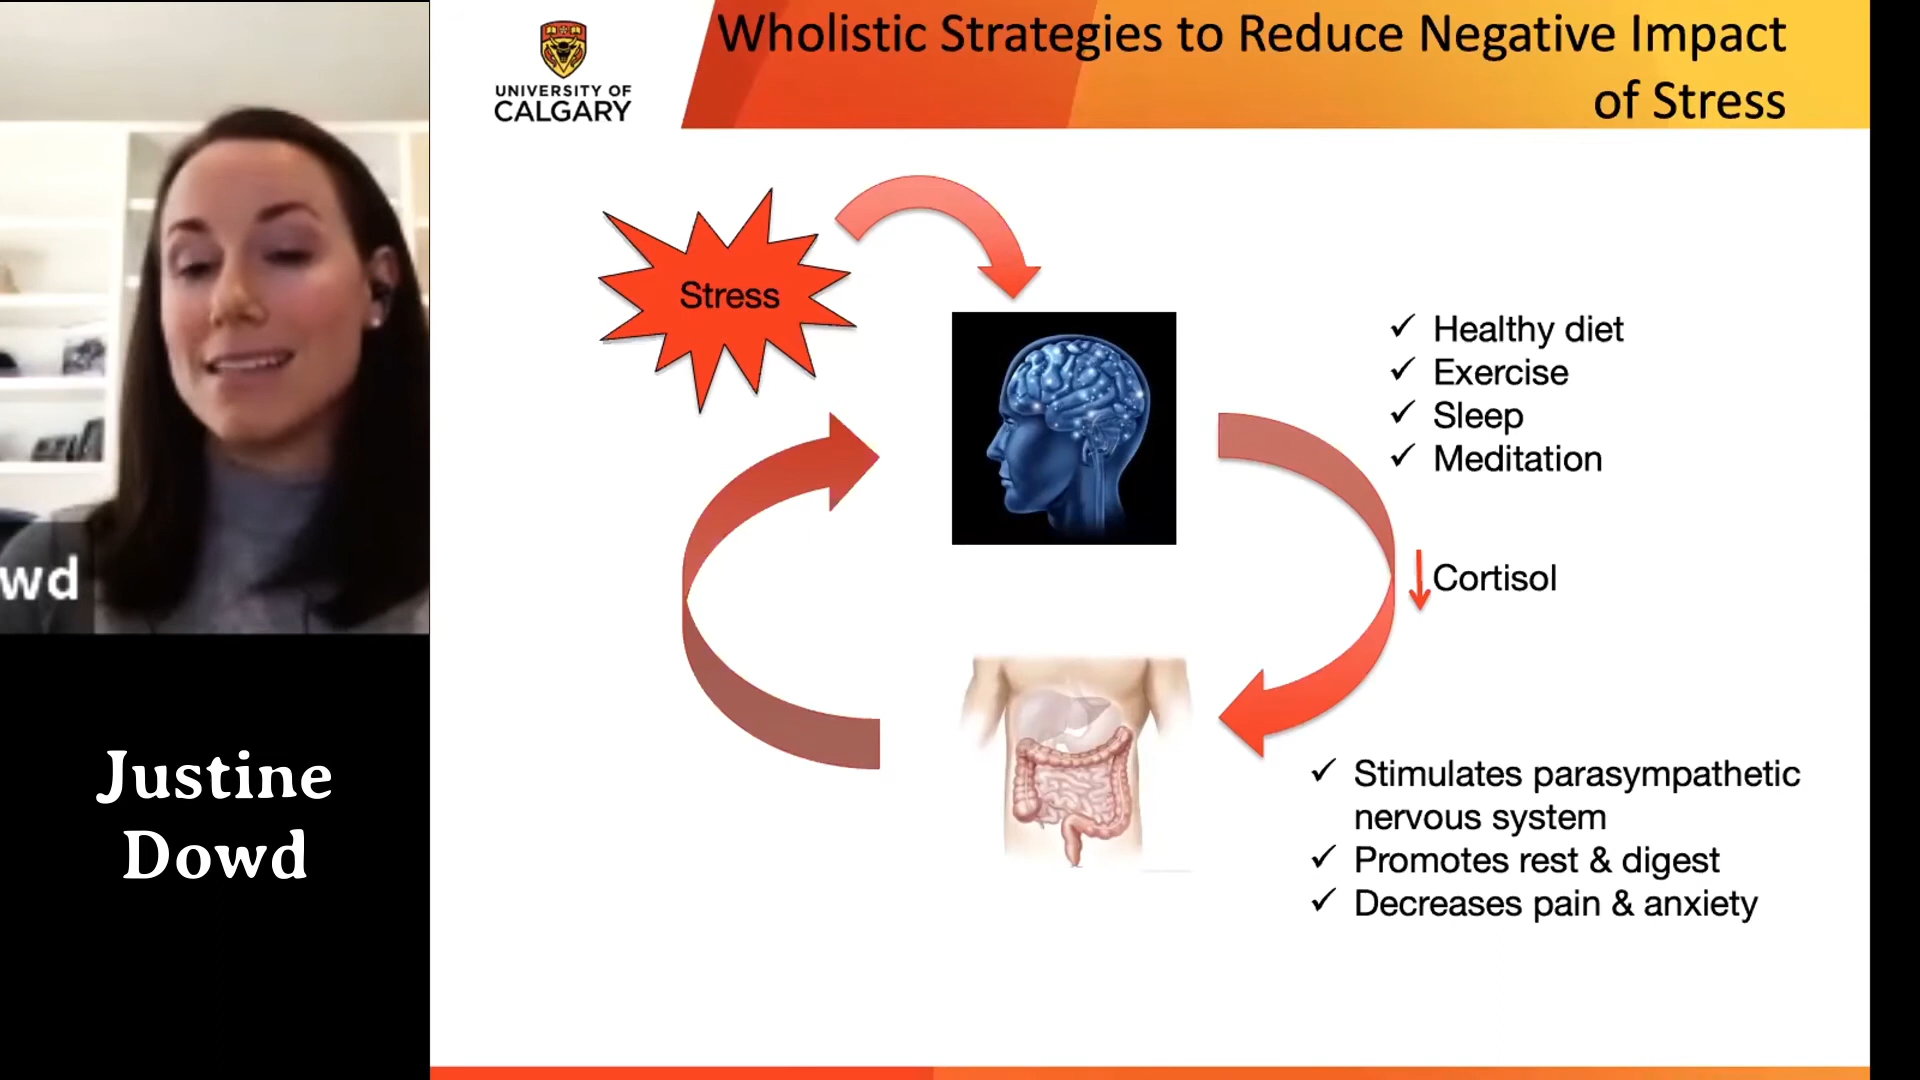 UNIVERSITY OF
CALGARY
Wholistic Strategies to Reduce Negative Impact
of Stress
Stress
✓ Healthy diet
✓ Exercise
✓ Sleep
✓ Meditation
↓Cortisol
wd
Justine
Dowd
✓ Stimulates parasympathetic
nervous system
✓ Promotes rest & digest
✓ Decreases pain & anxiety